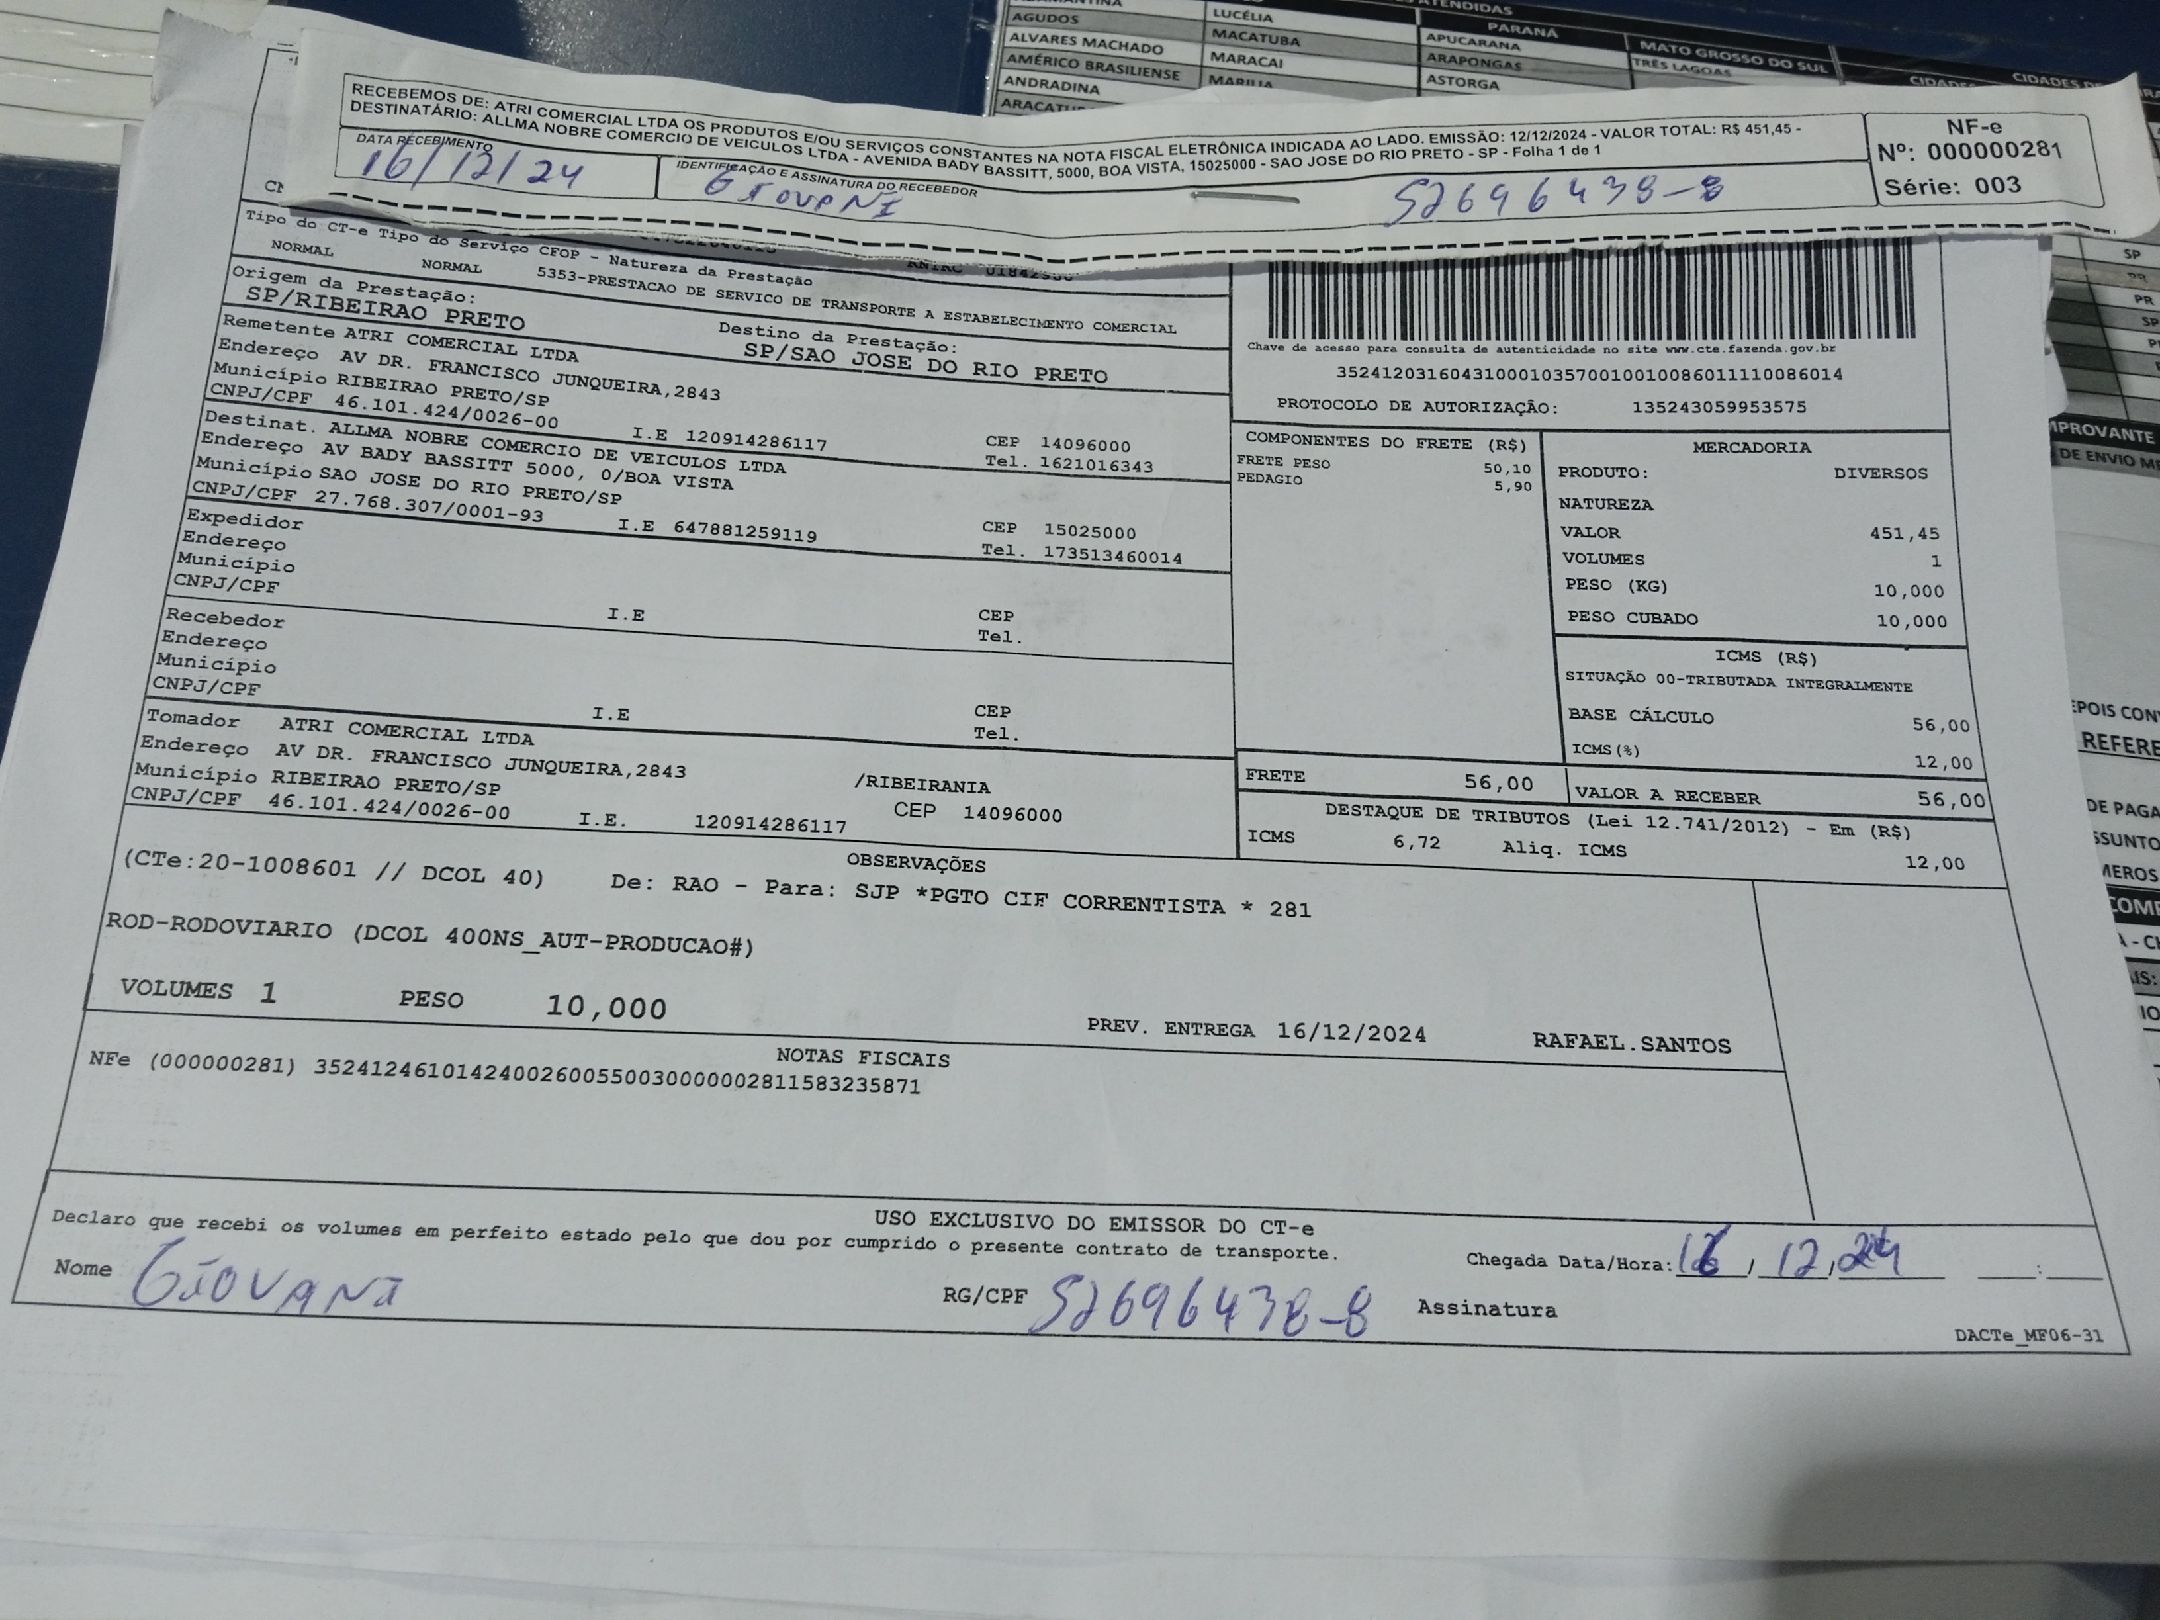 AGUDOS
ALVARES MACHADO
AMÉRICO BRASILIENSE
ANDRADINA
LUCÉLIA
MACATUBA
MARACAI
MARILIA
PARANÁ
APUCARANA
ARAPONGAS
ASTORGA
MATO GROSSO DO SUL
TRÊS LAGOAS
RECEBEMOS DE: ATRI COMERCIAL LTDA OS PRODUTOS E/OU SERVIÇOS CONSTANTES NA NOTA FISCAL ELETRÔNICA INDICADA AO LADO. EMISSÃO: 12/12/2024 - VALOR TOTAL: R$ 451,45 -
DESTINATÁRIO: ALLMA NOBRE COMERCIO DE VEICULOS LTDA - AVENIDA BADY BASSITT, 5000, BOA VISTA, 15025000 - SAO JOSE DO RIO PRETO - SP - Folha 1 de 1
DATA RECEBIMENTO
16/12/24
IDENTIFICAÇÃO E ASSINATURA DO RECEBEDOR
GIOVANI
52696438-8
NF-e
Nº: 000000281
Série: 003
Tipo do CT-e Tipo do Serviço CFOP - Natureza da Prestação
NORMAL NORMAL 5353-PRESTACAO DE SERVICO DE TRANSPORTE A ESTABELECIMENTO COMERCIAL
Origem da Prestação:
SP/RIBEIRAO PRETO
Destino da Prestação:
SP/SAO JOSE DO RIO PRETO
Remetente ATRI COMERCIAL LTDA
Endereço AV DR. FRANCISCO JUNQUEIRA,2843
Município RIBEIRAO PRETO/SP CEP 14096000
CNPJ/CPF 46.101.424/0026-00 I.E 120914286117 Tel. 1621016343
Destinat. ALLMA NOBRE COMERCIO DE VEICULOS LTDA
Endereço AV BADY BASSITT 5000, 0/BOA VISTA
Município SAO JOSE DO RIO PRETO/SP CEP 15025000
CNPJ/CPF 27.768.307/0001-93 I.E 647881259119 Tel. 173513460014
Expedidor
Endereço
Município CEP
CNPJ/CPF I.E Tel.
Recebedor
Endereço
Município CEP
CNPJ/CPF I.E Tel.
Tomador ATRI COMERCIAL LTDA
Endereço AV DR. FRANCISCO JUNQUEIRA,2843 /RIBEIRANIA
Município RIBEIRAO PRETO/SP CEP 14096000
CNPJ/CPF 46.101.424/0026-00 I.E. 120914286117
Chave de acesso para consulta de autenticidade no site www.cte.fazenda.gov.br
35241203160431000103570010010086011110086014
PROTOCOLO DE AUTORIZAÇÃO: 135243059953575
COMPONENTES DO FRETE (R$)
FRETE PESO 50,10
PEDAGIO 5,90
MERCADORIA
PRODUTO: DIVERSOS
NATUREZA
VALOR 451,45
VOLUMES 1
PESO (KG) 10,000
PESO CUBADO 10,000
ICMS (R$)
SITUAÇÃO 00-TRIBUTADA INTEGRALMENTE
BASE CÁLCULO 56,00
ICMS(%) 12,00
FRETE 56,00
VALOR A RECEBER 56,00
DESTAQUE DE TRIBUTOS (Lei 12.741/2012) - Em (R$)
ICMS 6,72 Aliq. ICMS 12,00
OBSERVAÇÕES
(CTe:20-1008601 // DCOL 40) De: RAO - Para: SJP *PGTO CIF CORRENTISTA * 281
ROD-RODOVIARIO (DCOL 400NS_AUT-PRODUCAO#)
VOLUMES 1 PESO 10,000
PREV. ENTREGA 16/12/2024 RAFAEL.SANTOS
NOTAS FISCAIS
NFe (000000281) 35241246101424002600550030000002811583235871
USO EXCLUSIVO DO EMISSOR DO CT-e
Declaro que recebi os volumes em perfeito estado pelo que dou por cumprido o presente contrato de transporte.
Chegada Data/Hora: 16, 12, 24 :
Nome GIOVANI
RG/CPF 52696438-8
Assinatura
DACTe_MF06-31